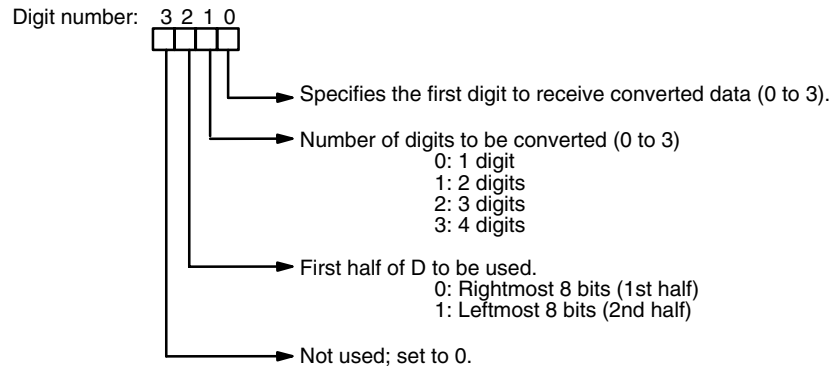 Digit number: 3 2 1 0
Specifies the first digit to receive converted data (0 to 3).
Number of digits to be converted (0 to 3)
0: 1 digit
1: 2 digits
2: 3 digits
3: 4 digits
First half of D to be used.
0: Rightmost 8 bits (1st half)
1: Leftmost 8 bits (2nd half)
Not used; set to 0.